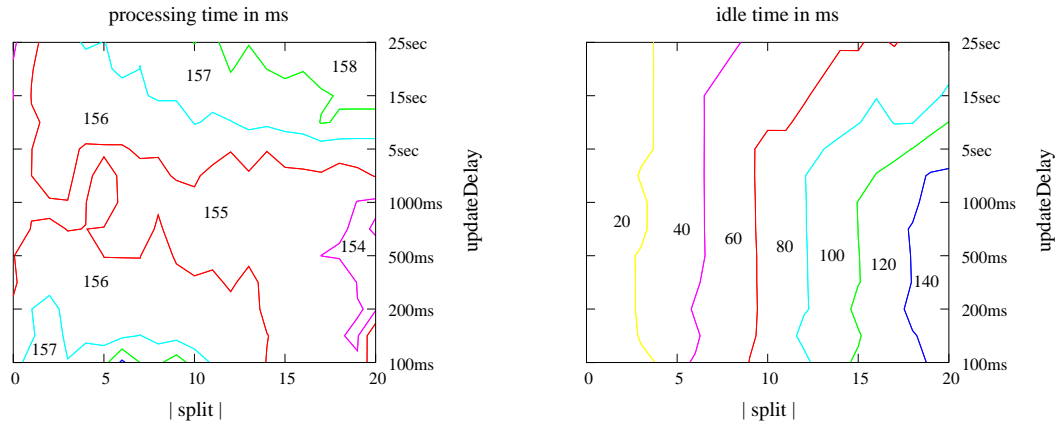 processing time in ms
158
157
156
155
154
156
157
25sec
15sec
5sec
1000ms
500ms
200ms
100ms
updateDelay
0 5 10 15 20
| split |
idle time in ms
20
40
60
80
100
120
140
25sec
15sec
5sec
1000ms
500ms
200ms
100ms
updateDelay
0 5 10 15 20
| split |